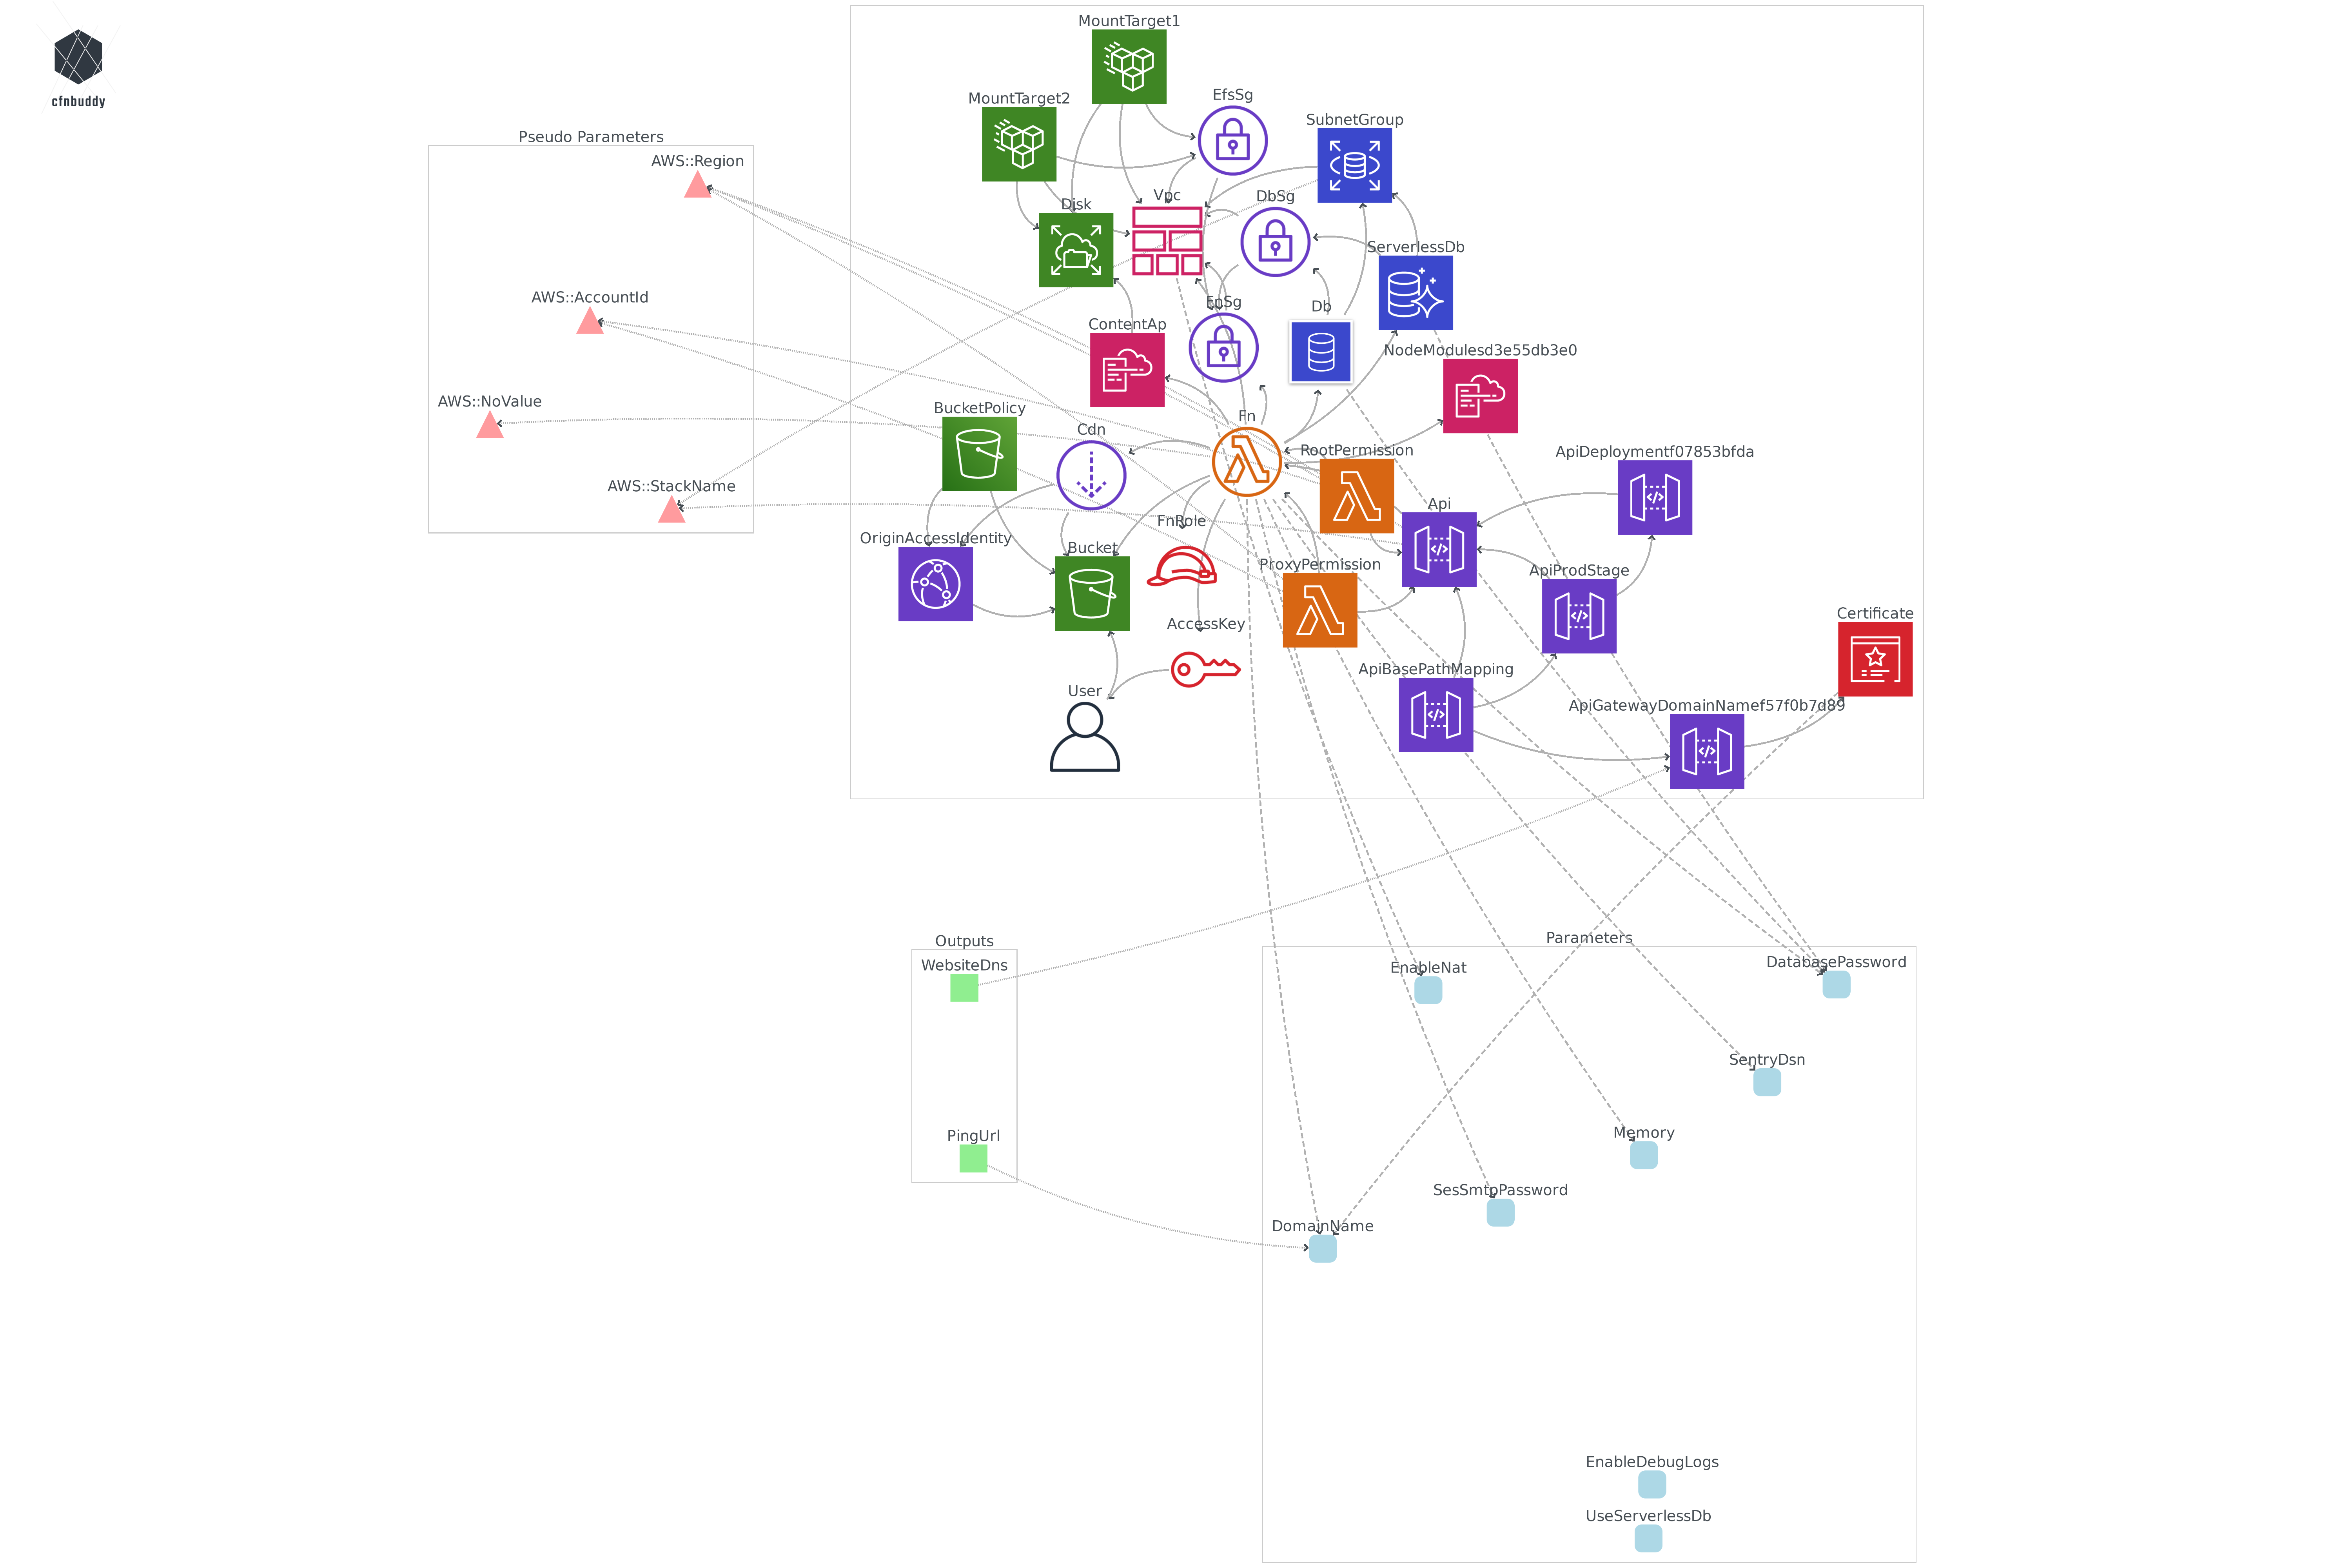 cfnbuddy
MountTarget1
MountTarget2
EfsSg
SubnetGroup
Pseudo Parameters
AWS::Region
Disk
Vpc
DbSg
ServerlessDb
AWS::AccountId
FnSg
Db
ContentAp
NodeModulesd3e55db3e0
AWS::NoValue
BucketPolicy
Cdn
Fn
RootPermission
ApiDeploymentf07853bfda
AWS::StackName
Api
FnRole
OriginAccessIdentity
Bucket
ProxyPermission
ApiProdStage
AccessKey
Certificate
User
ApiBasePathMapping
ApiGatewayDomainNamef57f0b7d89
Outputs
WebsiteDns
PingUrl
Parameters
EnableNat
DatabasePassword
SentryDsn
Memory
SesSmtpPassword
DomainName
EnableDebugLogs
UseServerlessDb